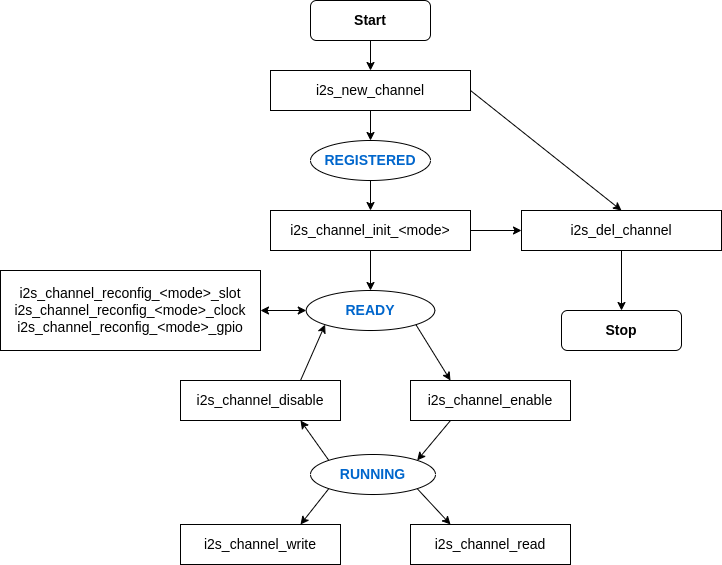 Start
i2s_new_channel
REGISTERED
i2s_channel_init_<mode>
i2s_del_channel
i2s_channel_reconfig_<mode>_slot
i2s_channel_reconfig_<mode>_clock
i2s_channel_reconfig_<mode>_gpio
READY
Stop
i2s_channel_disable
i2s_channel_enable
RUNNING
i2s_channel_write
i2s_channel_read